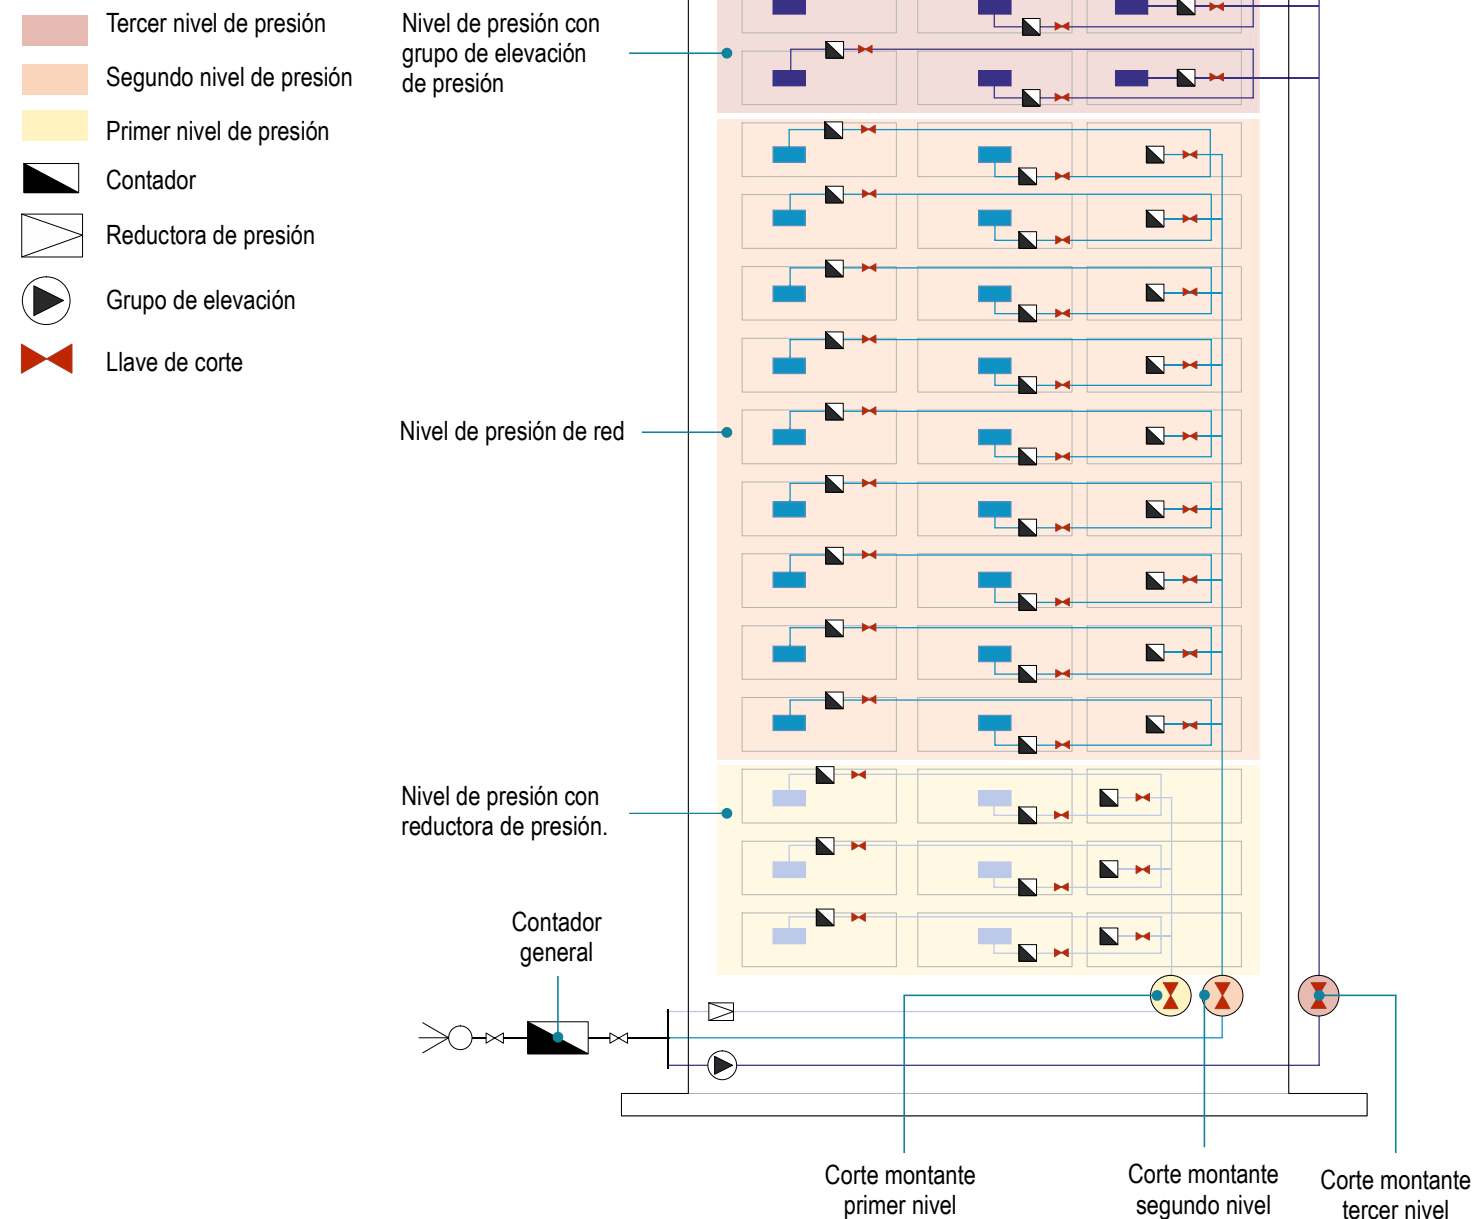 Tercer nivel de presión
Segundo nivel de presión
Primer nivel de presión
Contador
Reductora de presión
Grupo de elevación
Llave de corte
Nivel de presión con
grupo de elevación
de presión
Nivel de presión de red
Nivel de presión con
reductora de presión.
Contador
general
Corte montante
primer nivel
Corte montante
segundo nivel
Corte montante
tercer nivel